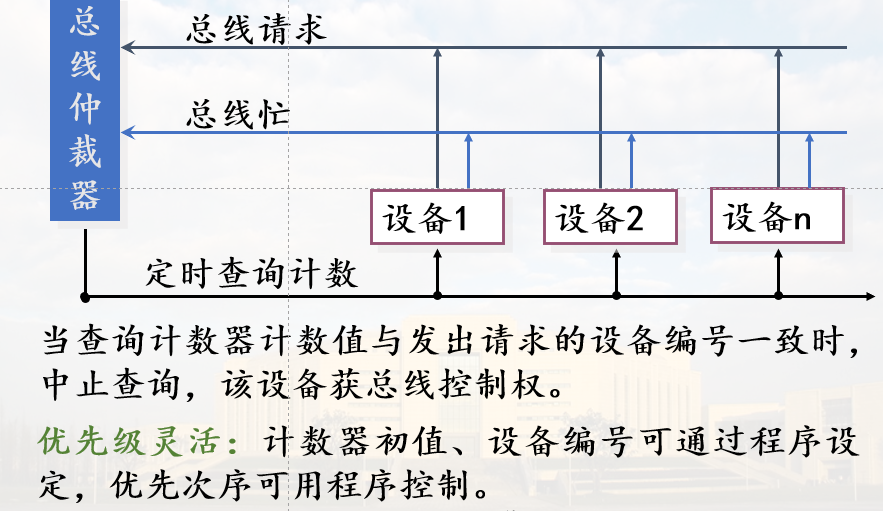 总线仲裁器
总线请求
总线忙
设备1
设备2
设备n
定时查询计数
当查询计数器计数值与发出请求的设备编号一致时，
中止查询，该设备获总线控制权。
优先级灵活：计数器初值、设备编号可通过程序设
定，优先次序可用程序控制。